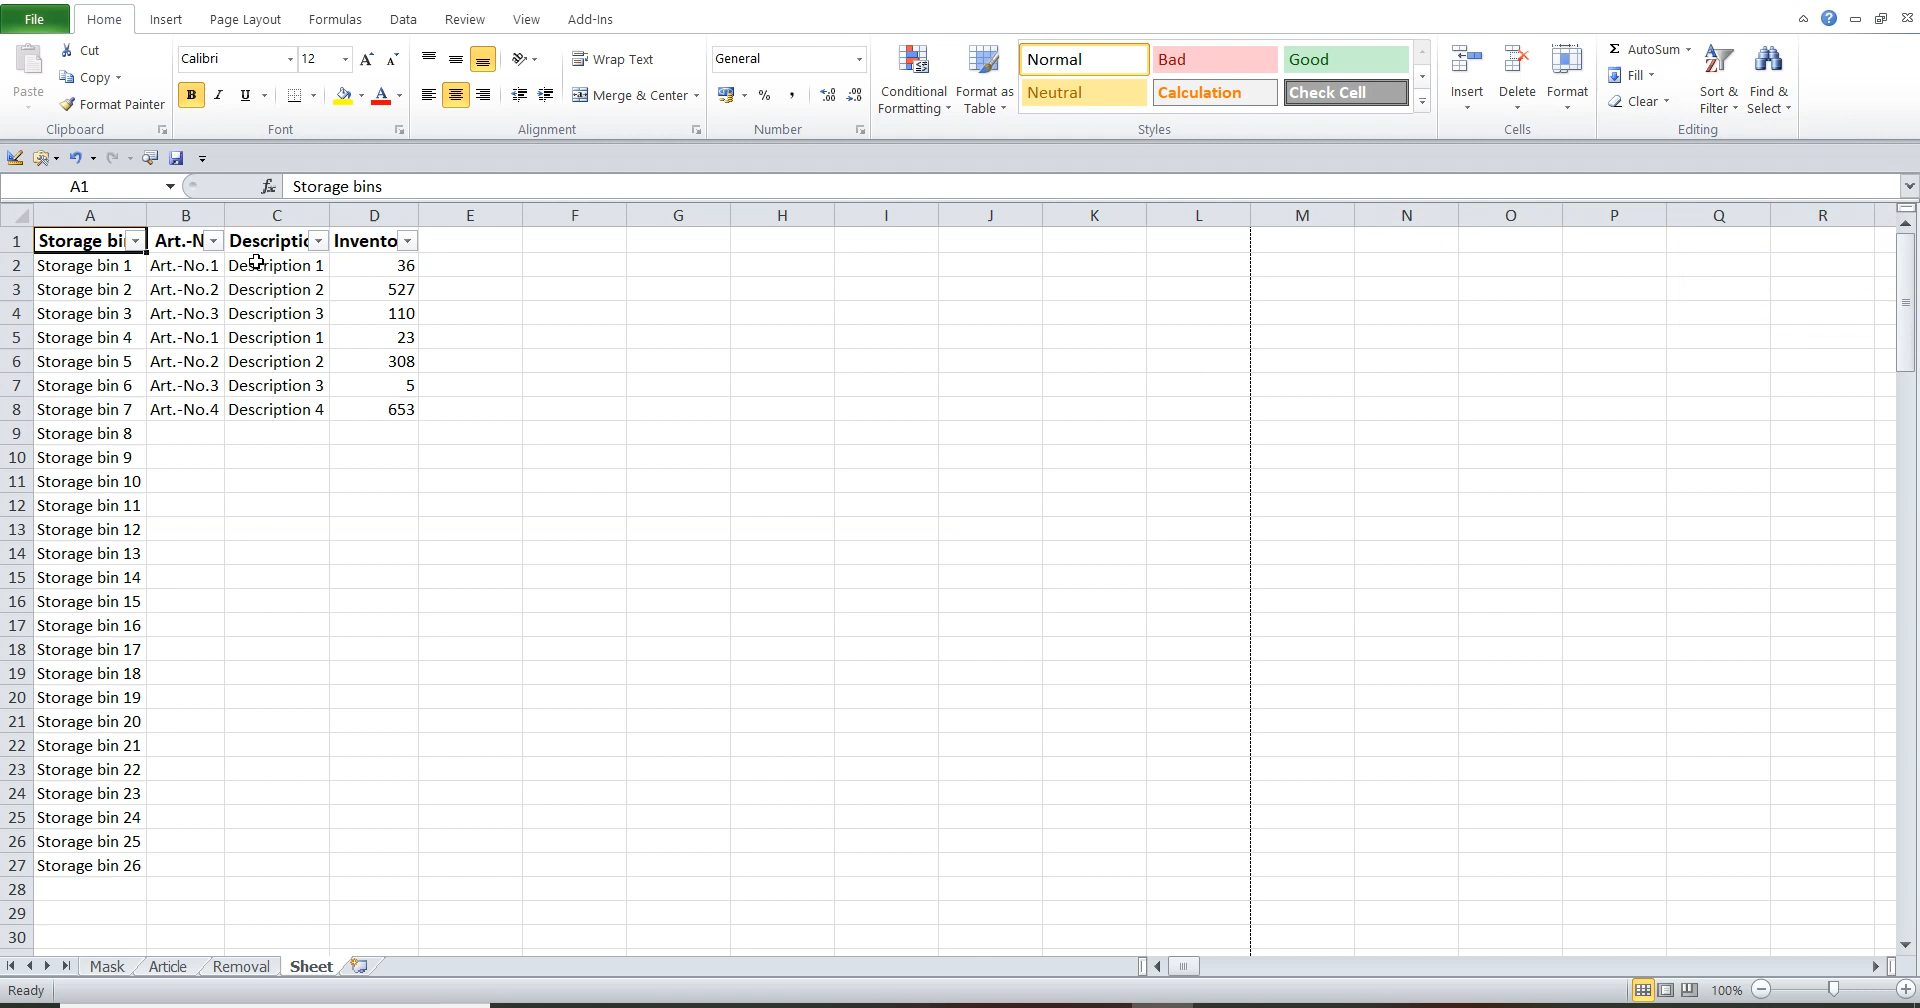 File Home Insert Page Layout Formulas Data Review View Add-Ins
Cut
Copy
Format Painter
Paste
Clipboard
Calibri 12 A A
B I U A
Font
Wrap Text
Merge & Center
Alignment
General
% ,
Number
Conditional Formatting
Format as Table
Normal Bad Good
Neutral Calculation Check Cell
Styles
Insert Delete Format
Cells
Σ AutoSum
Fill
Clear
Sort & Filter
Find & Select
Editing
A1 fx Storage bins
A B C D E F G H I J K L M N O P Q R
1 Storage bi Art.-N Descriptic Invento
2 Storage bin 1 Art.-No.1 Description 1 36
3 Storage bin 2 Art.-No.2 Description 2 527
4 Storage bin 3 Art.-No.3 Description 3 110
5 Storage bin 4 Art.-No.1 Description 1 23
6 Storage bin 5 Art.-No.2 Description 2 308
7 Storage bin 6 Art.-No.3 Description 3 5
8 Storage bin 7 Art.-No.4 Description 4 653
9 Storage bin 8
10 Storage bin 9
11 Storage bin 10
12 Storage bin 11
13 Storage bin 12
14 Storage bin 13
15 Storage bin 14
16 Storage bin 15
17 Storage bin 16
18 Storage bin 17
19 Storage bin 18
20 Storage bin 19
21 Storage bin 20
22 Storage bin 21
23 Storage bin 22
24 Storage bin 23
25 Storage bin 24
26 Storage bin 25
27 Storage bin 26
28
29
30
Mask Article Removal Sheet
Ready 100%